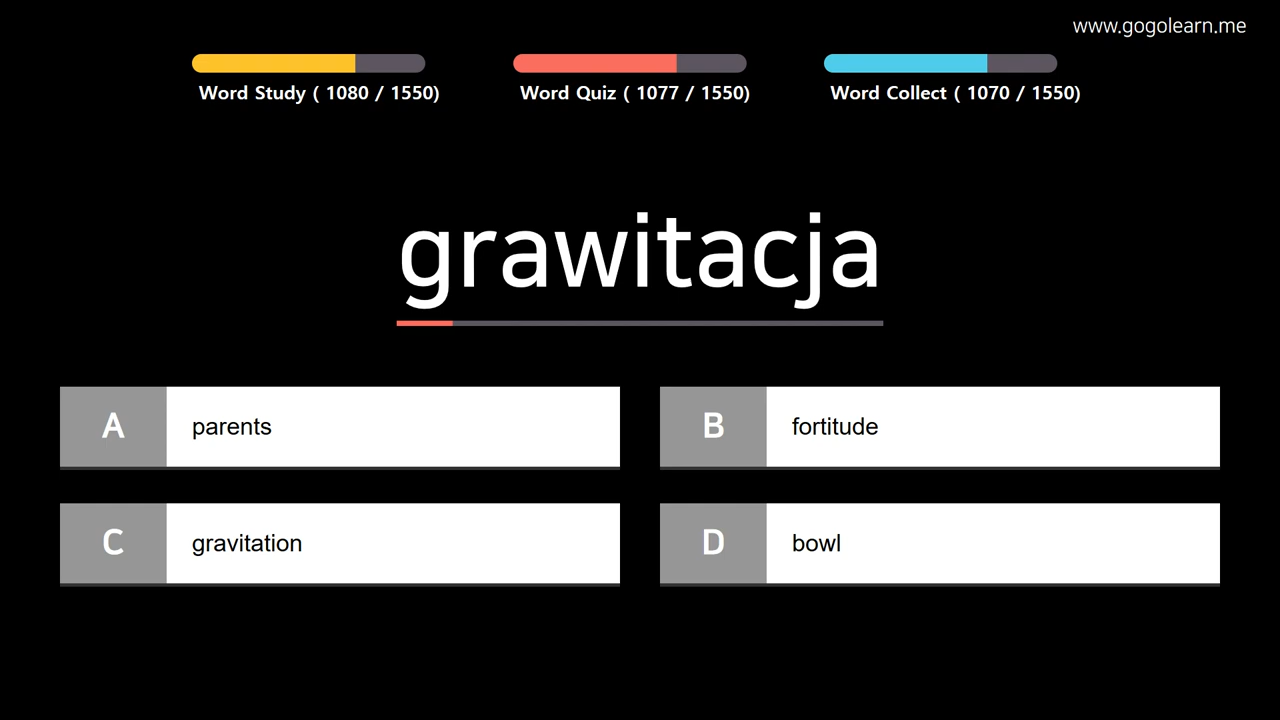 www.gogolearn.me
Word Study ( 1080 / 1550)
Word Quiz ( 1077 / 1550)
Word Collect ( 1070 / 1550)
grawitacja
A parents
B fortitude
C gravitation
D bowl